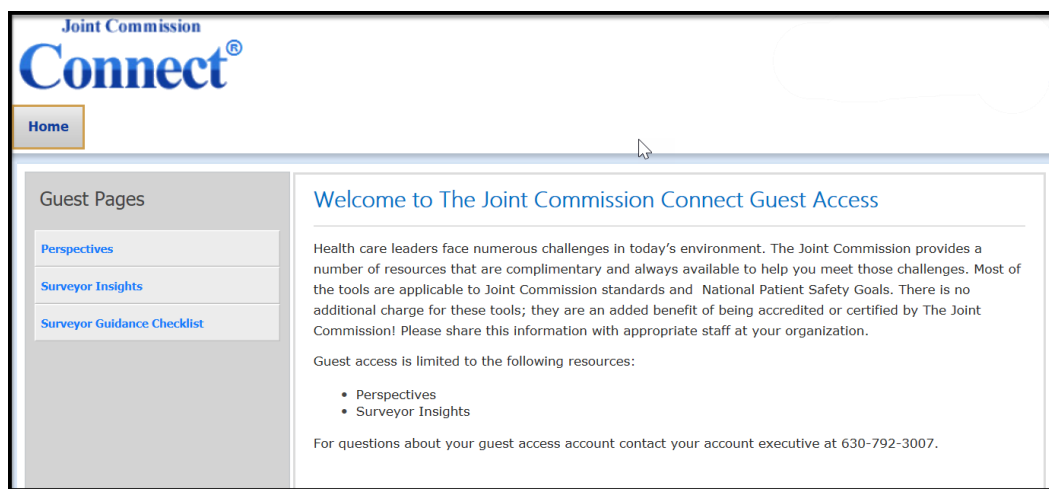 Joint Commission
Connect®
Home
Guest Pages
Perspectives
Surveyor Insights
Surveyor Guidance Checklist
Welcome to The Joint Commission Connect Guest Access
Health care leaders face numerous challenges in today's environment. The Joint Commission provides a
number of resources that are complimentary and always available to help you meet those challenges. Most of
the tools are applicable to Joint Commission standards and  National Patient Safety Goals. There is no
additional charge for these tools; they are an added benefit of being accredited or certified by The Joint
Commission! Please share this information with appropriate staff at your organization.
Guest access is limited to the following resources:
• Perspectives
• Surveyor Insights
For questions about your guest access account contact your account executive at 630-792-3007.